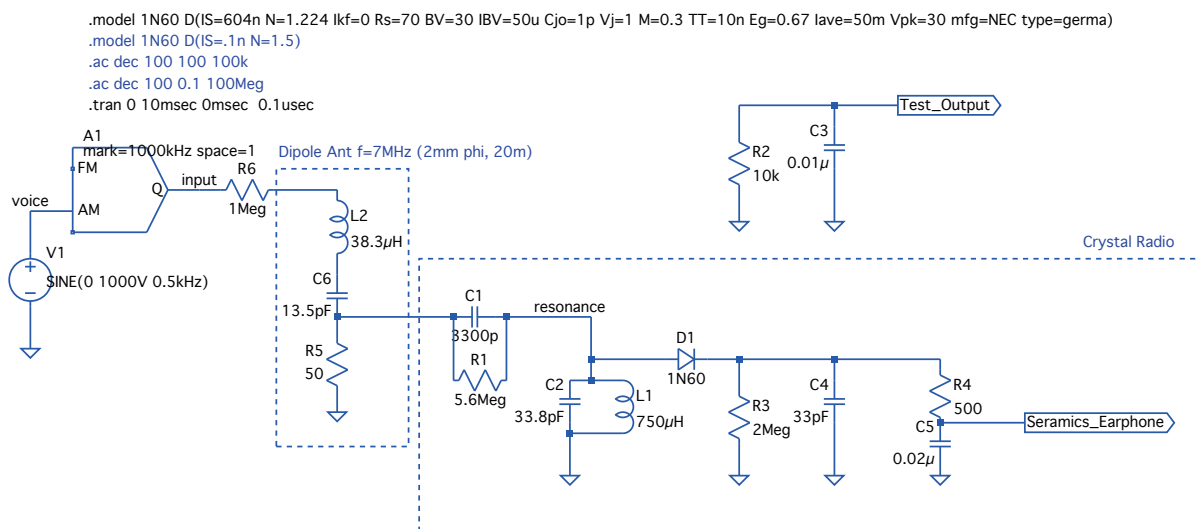 .model 1N60 D(IS=604n N=1.224 Ikf=0 Rs=70 BV=30 IBV=50u Cjo=1p Vj=1 M=0.3 TT=10n Eg=0.67 Iave=50m Vpk=30 mfg=NEC type=germa)
.model 1N60 D(IS=.1n N=1.5)
.ac dec 100 100 100k
.ac dec 100 0.1 100Meg
.tran 0 10msec 0msec 0.1usec
A1
mark=1000kHz space=1
FM
AM
Q
voice
V1
SINE(0 1000V 0.5kHz)
input
R6
1Meg
Dipole Ant f=7MHz (2mm phi, 20m)
L2
38.3µH
C6
13.5pF
R5
50
Test_Output
R2
10k
C3
0.01µ
Crystal Radio
C1
3300p
R1
5.6Meg
resonance
C2
33.8pF
L1
750µH
D1
1N60
R3
2Meg
C4
33pF
R4
500
C5
0.02µ
Seramics_Earphone